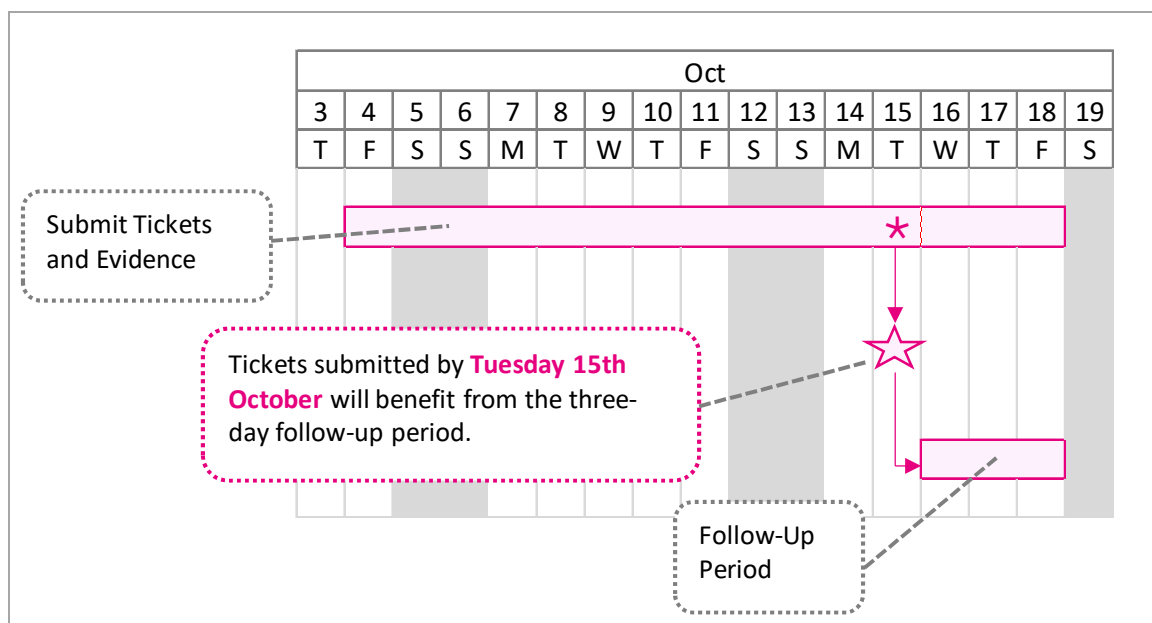 Oct
3 4 5 6 7 8 9 10 11 12 13 14 15 16 17 18 19
T F S S M T W T F S S M T W T F S
Submit Tickets
and Evidence
*
Tickets submitted by Tuesday 15th
October will benefit from the three-
day follow-up period.
Follow-Up
Period